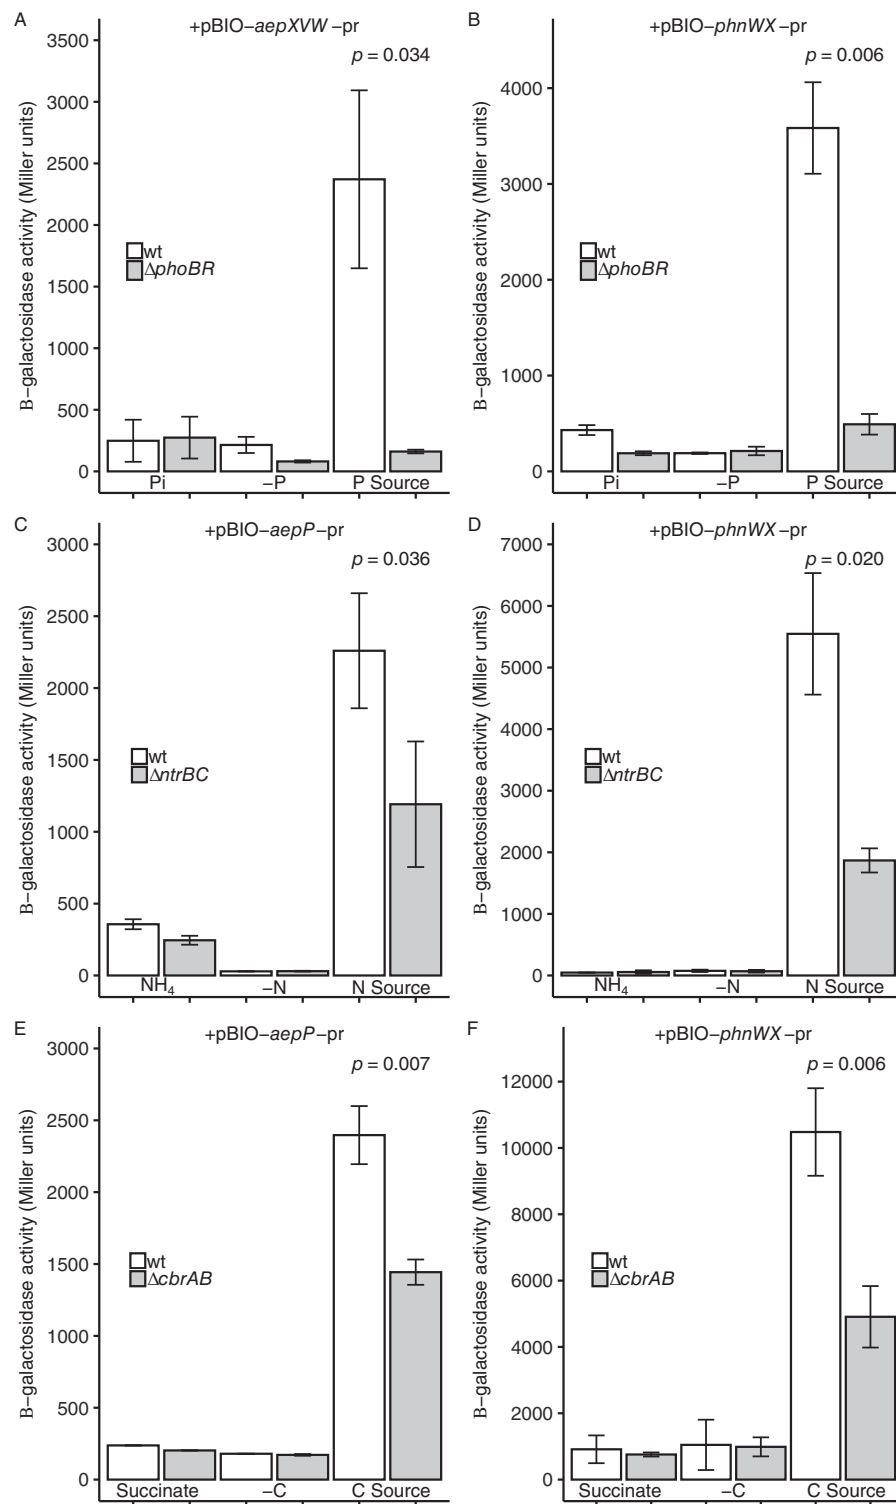 A
+pBIO–aepXVW –pr
p = 0.034
B–galactosidase activity (Miller units)
3500
3000
2500
2000
1500
1000
500
0
wt
ΔphoBR
Pi
–P
P Source
B
+pBIO–phnWX–pr
p = 0.006
B–galactosidase activity (Miller units)
4000
3000
2000
1000
0
wt
ΔphoBR
Pi
–P
P Source
C
+pBIO–aepP–pr
p = 0.036
B–galactosidase activity (Miller units)
3000
2500
2000
1500
1000
500
0
wt
ΔntrBC
NH4
–N
N Source
D
+pBIO–phnWX–pr
p = 0.020
B–galactosidase activity (Miller units)
7000
6000
5000
4000
3000
2000
1000
0
wt
ΔntrBC
NH4
–N
N Source
E
+pBIO–aepP–pr
p = 0.007
B–galactosidase activity (Miller units)
3000
2500
2000
1500
1000
500
0
wt
ΔcbrAB
Succinate
–C
C Source
F
+pBIO–phnWX–pr
p = 0.006
B–galactosidase activity (Miller units)
12000
10000
8000
6000
4000
2000
0
wt
ΔcbrAB
Succinate
–C
C Source